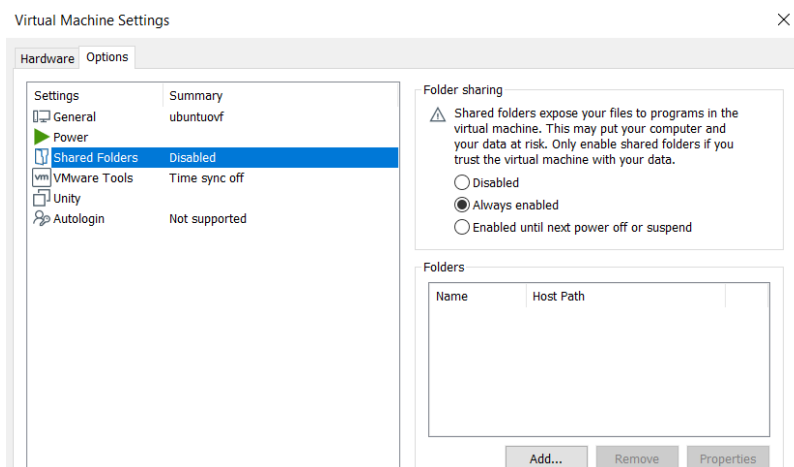 Virtual Machine Settings
Hardware Options
Settings Summary
General ubuntuovf
Power
Shared Folders Disabled
vm VMware Tools Time sync off
Unity
Autologin Not supported
Folder sharing
Shared folders expose your files to programs in the
virtual machine. This may put your computer and
your data at risk. Only enable shared folders if you
trust the virtual machine with your data.
Disabled
Always enabled
Enabled until next power off or suspend
Folders
Name Host Path
Add... Remove Properties